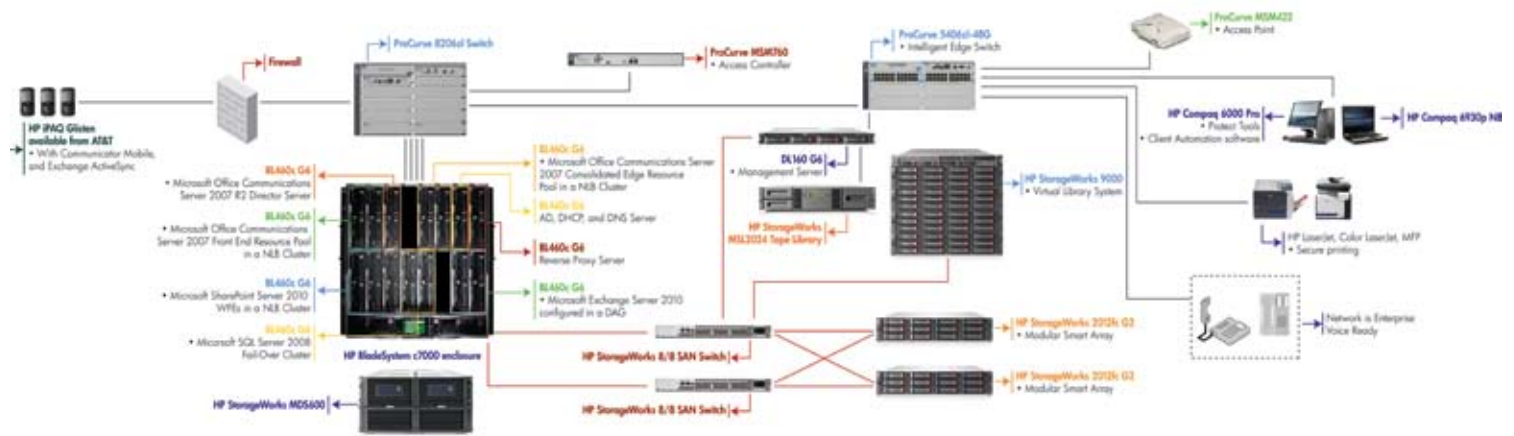 ProCurve MSM422
• Access Point
ProCurve 8206zl Switch
ProCurve 5406zl-48G
• Intelligent Edge Switch
ProCurve MSM760
• Access Controller
Firewall
HP iPAQ Glisten
available from AT&T
• With Communicator Mobile,
and Exchange ActiveSync
HP Compaq 6000 Pro
• Protect Tools
• Client Automation software
HP Compaq 6930p NB
BL460c G6
• Microsoft Office Communications
Server 2007 R2 Director Server
BL460c G6
• Microsoft Office Communications
Server 2007 Front End Resource Pool
in a NLB Cluster
BL460c G6
• Microsoft SharePoint Server 2010
WFEs in a NLB Cluster
BL460c G6
• Microsoft SQL Server 2008
Fail-Over Cluster
BL460c G6
• Microsoft Office Communications Server
2007 Consolidated Edge Resource
Pool in a NLB Cluster
BL460c G6
AD, DHCP, and DNS Server
BL460c G6
Reverse Proxy Server
BL460c G6
• Microsoft Exchange Server 2010
configured in a DAG
HP BladeSystem c7000 enclosure
HP StorageWorks MDS600
DL160 G6
• Management Server
HP StorageWorks
MSL2024 Tape Library
HP StorageWorks 9000
• Virtual Library System
HP LaserJet, Color LaserJet, MFP
• Secure printing
Network is Enterprise
Voice Ready
HP StorageWorks 8/8 SAN Switch
HP StorageWorks 8/8 SAN Switch
HP StorageWorks 2012fc G2
• Modular Smart Array
HP StorageWorks 2012fc G2
• Modular Smart Array